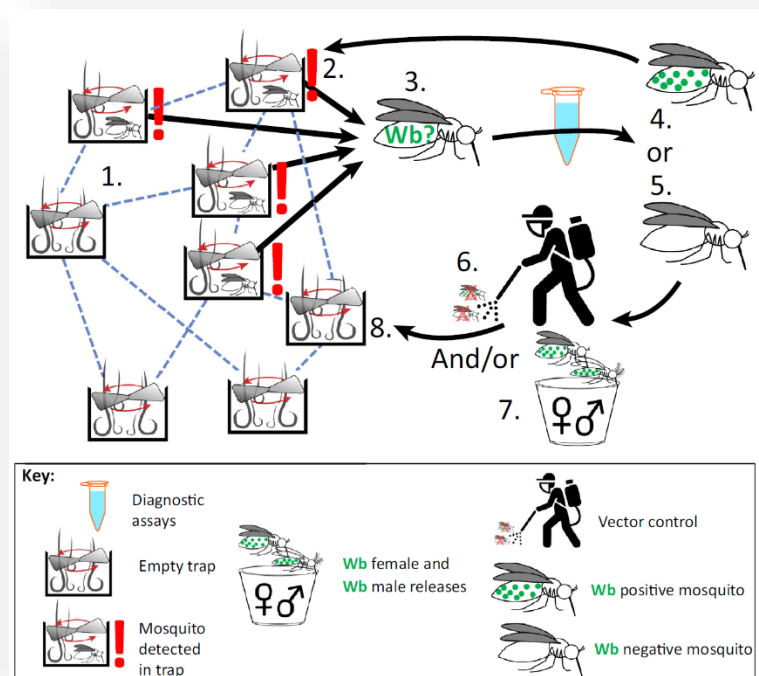 !
!
!
!
1.
2.
3.
Wb?
4.
or
5.
6.
And/or
7.
♀♂
8.
Key:
Diagnostic
assays
Empty trap
!
Mosquito
detected
in trap
♀♂
Wb female and
Wb male releases
Vector control
Wb positive mosquito
Wb negative mosquito